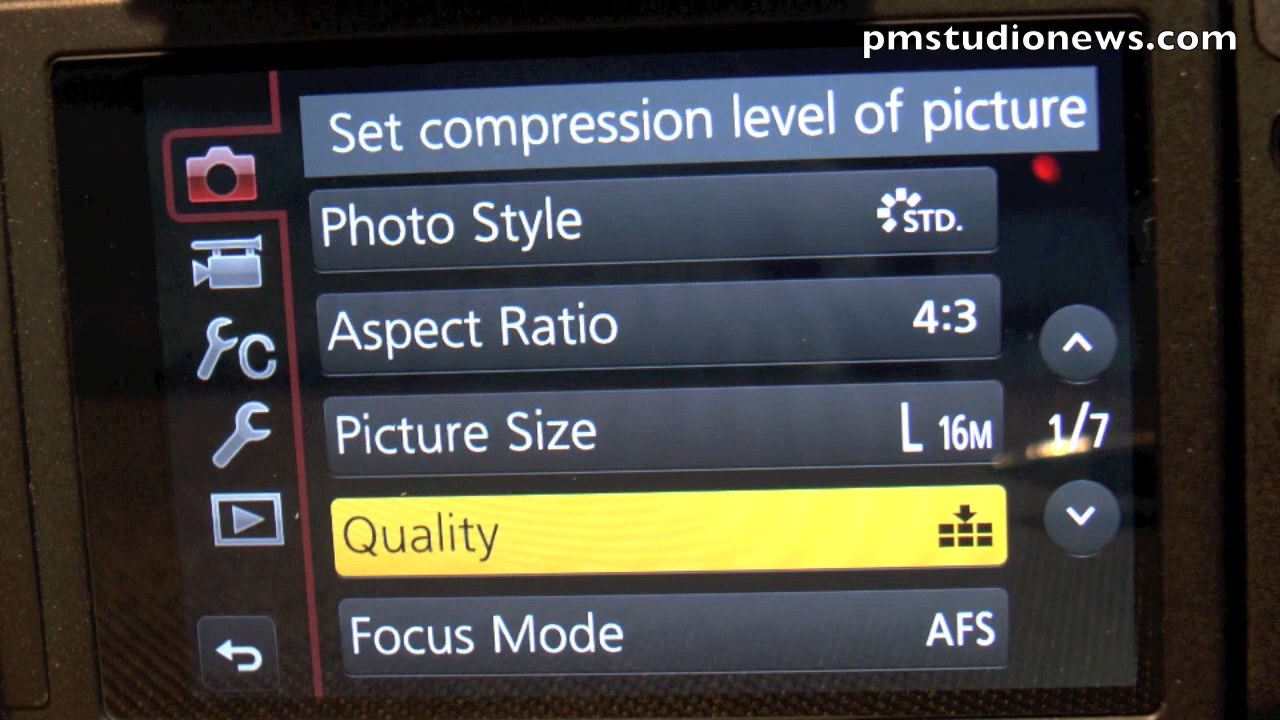 pmstudionews.com
Set compression level of picture
Photo Style STD.
Aspect Ratio 4:3
Picture Size L 16M
1/7
Quality
Focus Mode AFS
C